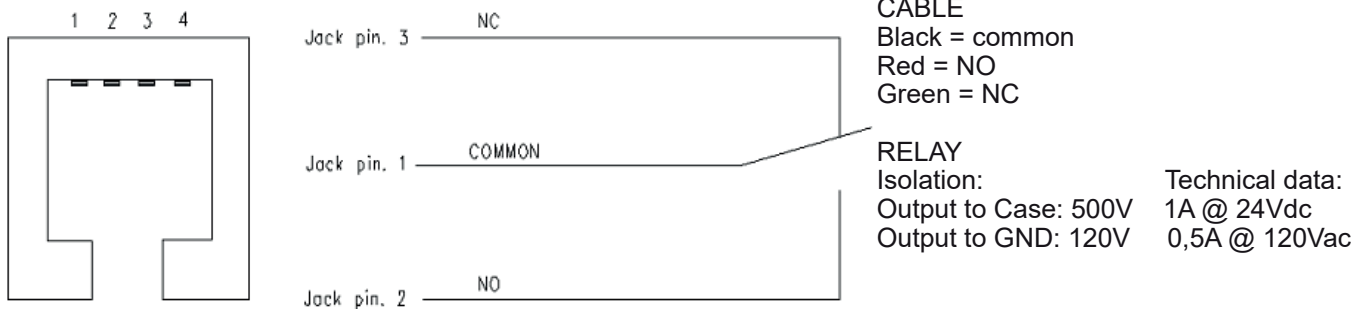 1 2 3 4
Jack pin. 3
NC
Jack pin. 1
COMMON
Jack pin. 2
NO
CABLE
Black = common
Red = NO
Green = NC
RELAY
Isolation: Technical data:
Output to Case: 500V 1A @ 24Vdc
Output to GND: 120V 0,5A @ 120Vac